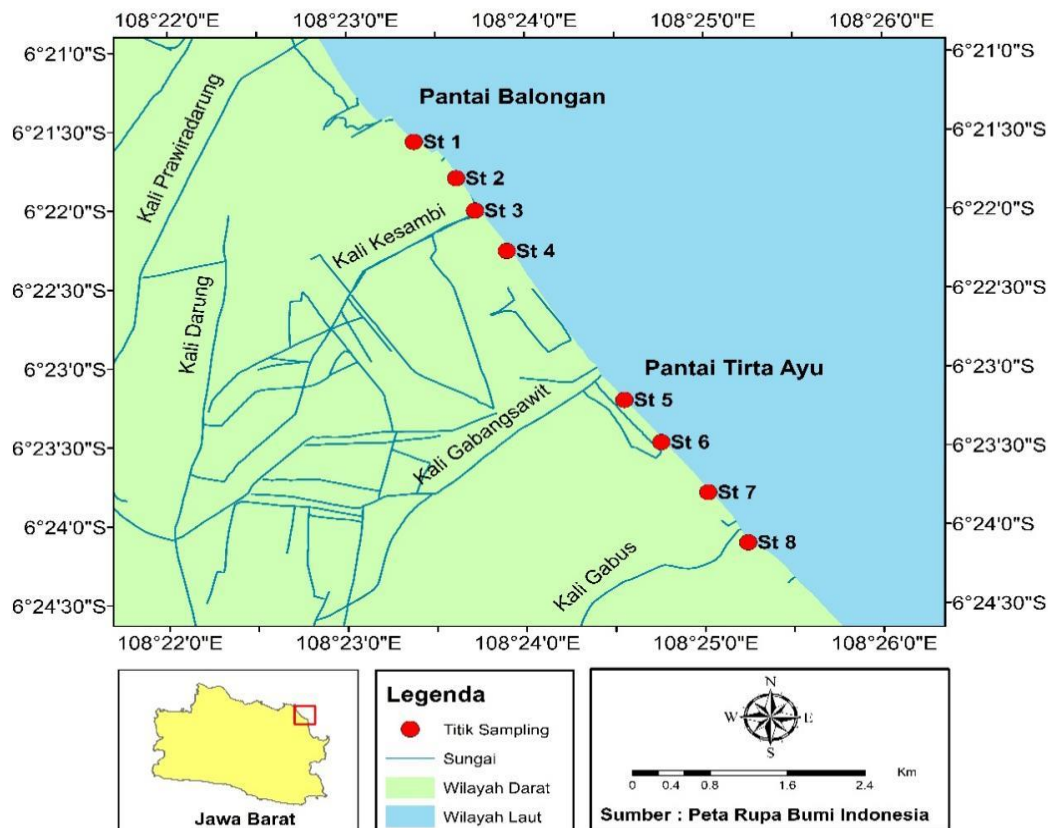 108°22'0"E 108°23'0"E 108°24'0"E 108°25'0"E 108°26'0"E
6°21'0"S 6°21'0"S
Pantai Balongan
6°21'30"S 6°21'30"S
St 1
Kali Prawiradarung
St 2
6°22'0"S 6°22'0"S
St 3
Kali Kesambi
St 4
6°22'30"S 6°22'30"S
Kali Darung
6°23'0"S 6°23'0"S
Pantai Tirta Ayu
St 5
Kali Gabangsawit
6°23'30"S 6°23'30"S
St 6
St 7
6°24'0"S 6°24'0"S
St 8
Kali Gabus
6°24'30"S 6°24'30"S
108°22'0"E 108°23'0"E 108°24'0"E 108°25'0"E 108°26'0"E
Jawa Barat
Legenda
Titik Sampling
Sungai
Wilayah Darat
Wilayah Laut
N
W E
S
Km
0 0.4 0.8 1.6 2.4
Sumber : Peta Rupa Bumi Indonesia